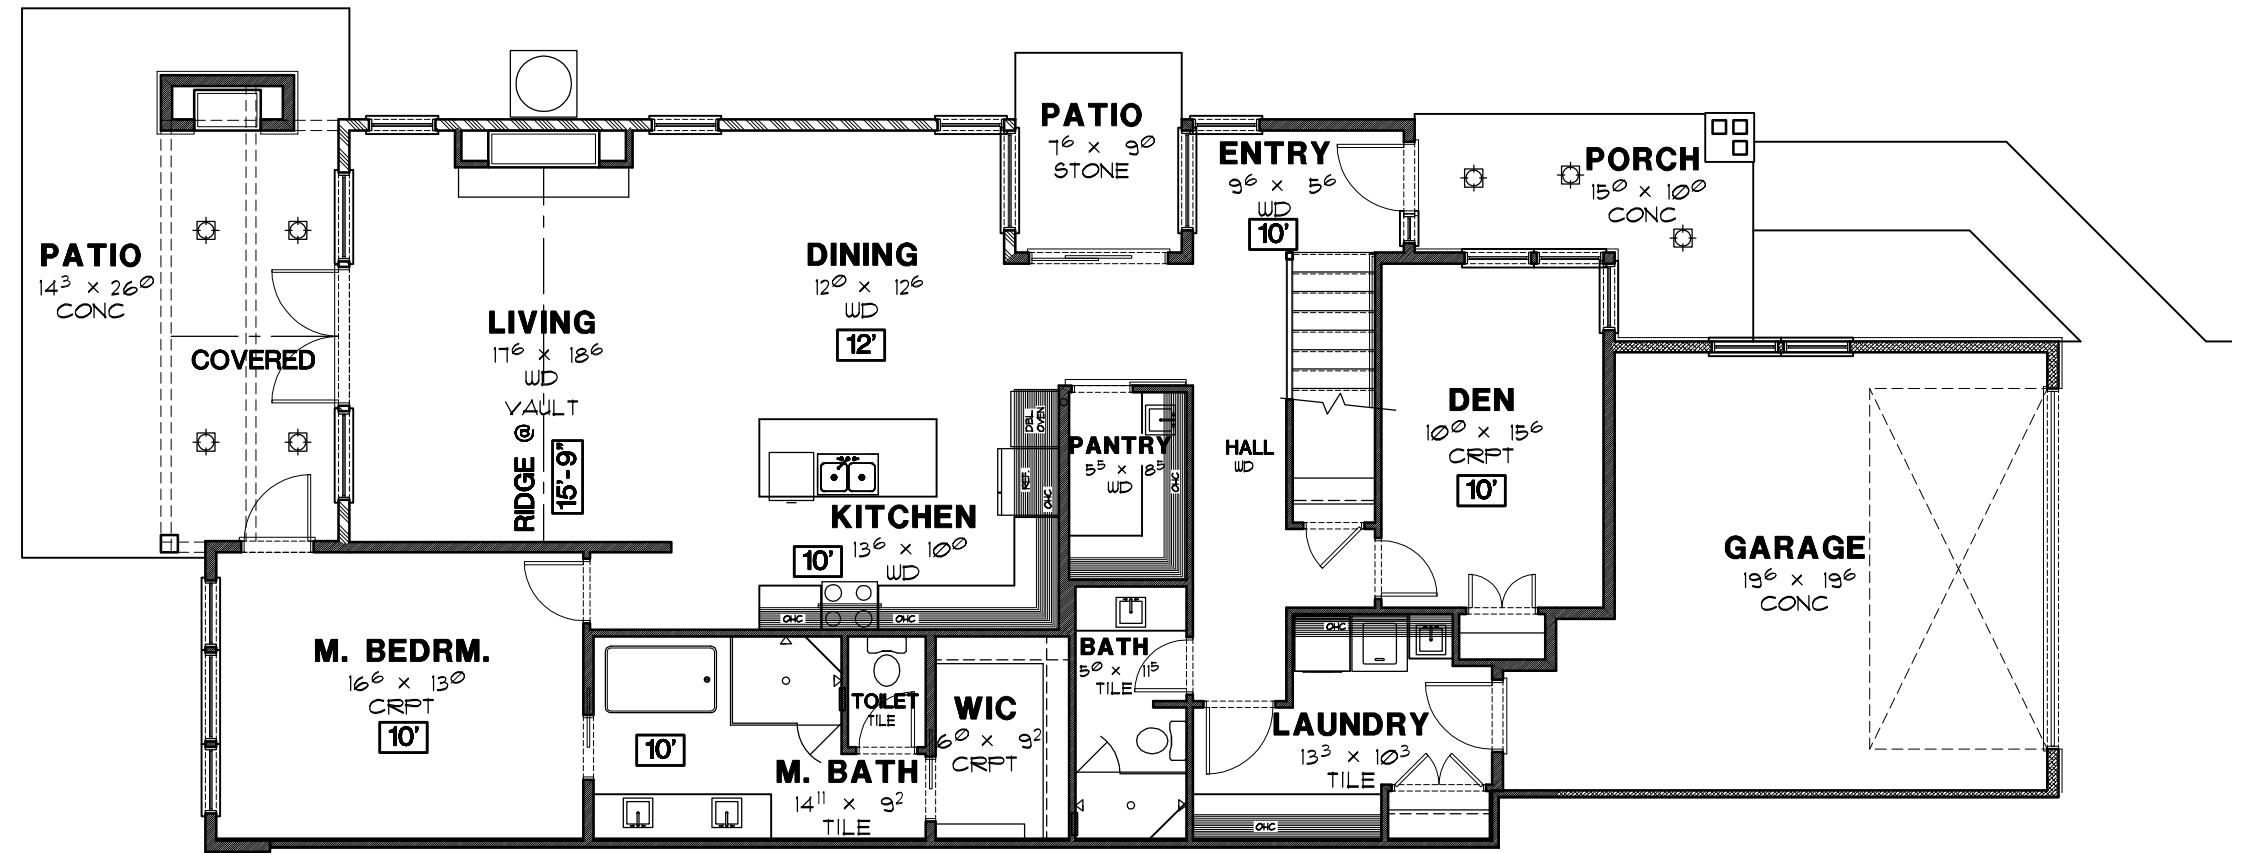 PATIO
7⁶ × 9⁰
STONE
ENTRY
9⁶ × 5⁶
WD
10'
PORCH
15⁰ × 10⁰
CONC
PATIO
14³ × 26⁰
CONC
COVERED
LIVING
17⁶ × 18⁶
WD
VAULT
RIDGE @
15'-9"
DINING
12⁰ × 12⁶
WD
12'
DBL
OVEN
REF.
OHC
KITCHEN
13⁶ × 10⁰
WD
10'
OHC
OHC
PANTRY
5⁵ × 8⁵
WD
OHC
HALL
WD
DEN
10⁰ × 15⁶
CRPT
10'
GARAGE
19⁶ × 19⁶
CONC
M. BEDRM.
16⁶ × 13⁰
CRPT
10'
10'
M. BATH
14¹¹ × 9²
TILE
TOILET
TILE
WIC
6⁰ × 9²
CRPT
BATH
5⁰ × 11⁵
TILE
OHC
LAUNDRY
13³ × 10³
TILE
OHC